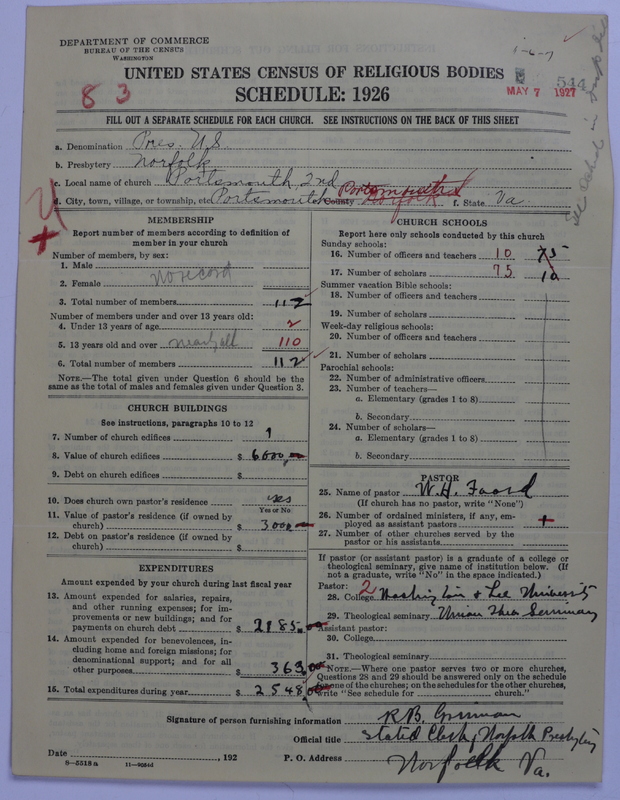 DEPARTMENT OF COMMERCE
BUREAU OF THE CENSUS
WASHINGTON
UNITED STATES CENSUS OF RELIGIOUS BODIES
SCHEDULE: 1926
8 3
MAY 7 1927
544
FILL OUT A SEPARATE SCHEDULE FOR EACH CHURCH. SEE INSTRUCTIONS ON THE BACK OF THIS SHEET
a. Denomination Pres. U.S.
b. Presbytery Norfolk
c. Local name of church Portsmouth, 2nd
d. City, town, village, or township, etc. Portsmouth County Norfolk Portsmouth f. State Va.
MEMBERSHIP
Report number of members according to definition of
member in your church
Number of members, by sex:
1. Male
2. Female no record
3. Total number of members 112
Number of members under and over 13 years old:
4. Under 13 years of age 2
5. 13 years old and over nearly all 110
6. Total number of members 112
NOTE.—The total given under Question 6 should be the
same as the total of males and females given under Question 3.
CHURCH BUILDINGS
See instructions, paragraphs 10 to 12
7. Number of church edifices 1
8. Value of church edifices $ 6000,
9. Debt on church edifices $
10. Does church own pastor's residence yes
Yes or No
11. Value of pastor's residence (if owned by
church) $ 3000
12. Debt on pastor's residence (if owned by
church) $
EXPENDITURES
Amount expended by your church during last fiscal year
13. Amount expended for salaries, repairs,
and other running expenses; for im-
provements or new buildings; and for
payments on church debt $ 2185.00
14. Amount expended for benevolences, in-
cluding home and foreign missions; for
denominational support; and for all
other purposes $ 363,00
15. Total expenditures during year $ 2548,00
CHURCH SCHOOLS
Report here only schools conducted by this church
Sunday schools:
16. Number of officers and teachers 10 75
17. Number of scholars 75 10
Summer vacation Bible schools:
18. Number of officers and teachers
19. Number of scholars
Week-day religious schools:
20. Number of officers and teachers
21. Number of scholars
Parochial schools:
22. Number of administrative officers
23. Number of teachers—
a. Elementary (grades 1 to 8)
b. Secondary
24. Number of scholars—
a. Elementary (grades 1 to 8)
b. Secondary
PASTOR
25. Name of pastor W. H.
(If church has no pastor, write "None")
26. Number of ordained ministers, if any, em-
ployed as assistant pastors
27. Number of other churches served by the
pastor or his assistants
If pastor (or assistant pastor) is a graduate of a college or
theological seminary, give name of institution below. (If
not a graduate, write "No" in the space indicated.)
Pastor: 2
28. College Washington & Lee University
29. Theological seminary Union Theo Seminary
Assistant pastor:
30. College
31. Theological seminary
NOTE.—Where one pastor serves two or more churches,
Questions 28 and 29 should be answered only on the schedule
for one of the churches; on the schedules for the other churches,
write "See schedule for church."
Signature of person furnishing information R B.
Official title Stated Clerk, Norfolk Presbytery
Date , 192 P. O. Address Norfolk Va.
8—5518a 11—9054d